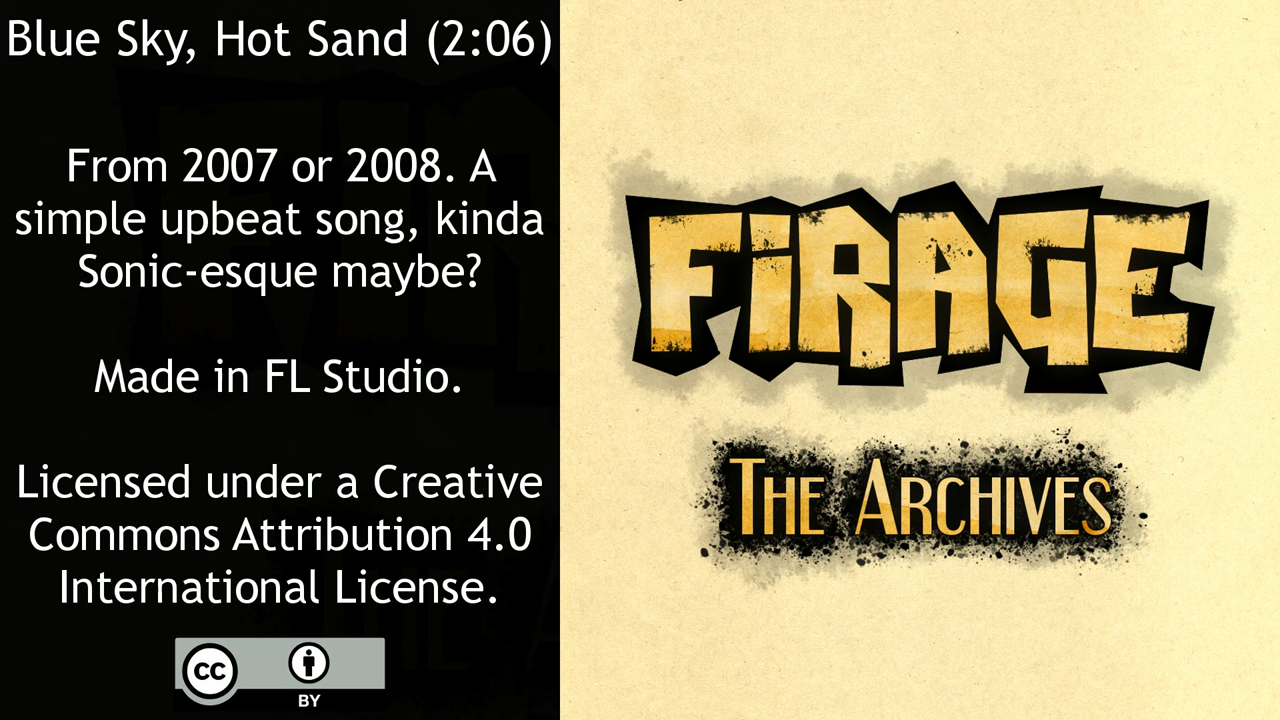 Blue Sky, Hot Sand (2:06)
From 2007 or 2008. A
simple upbeat song, kinda
Sonic-esque maybe?
Made in FL Studio.
Licensed under a Creative
Commons Attribution 4.0
International License.
cc
BY
FiRAGE
The Archives